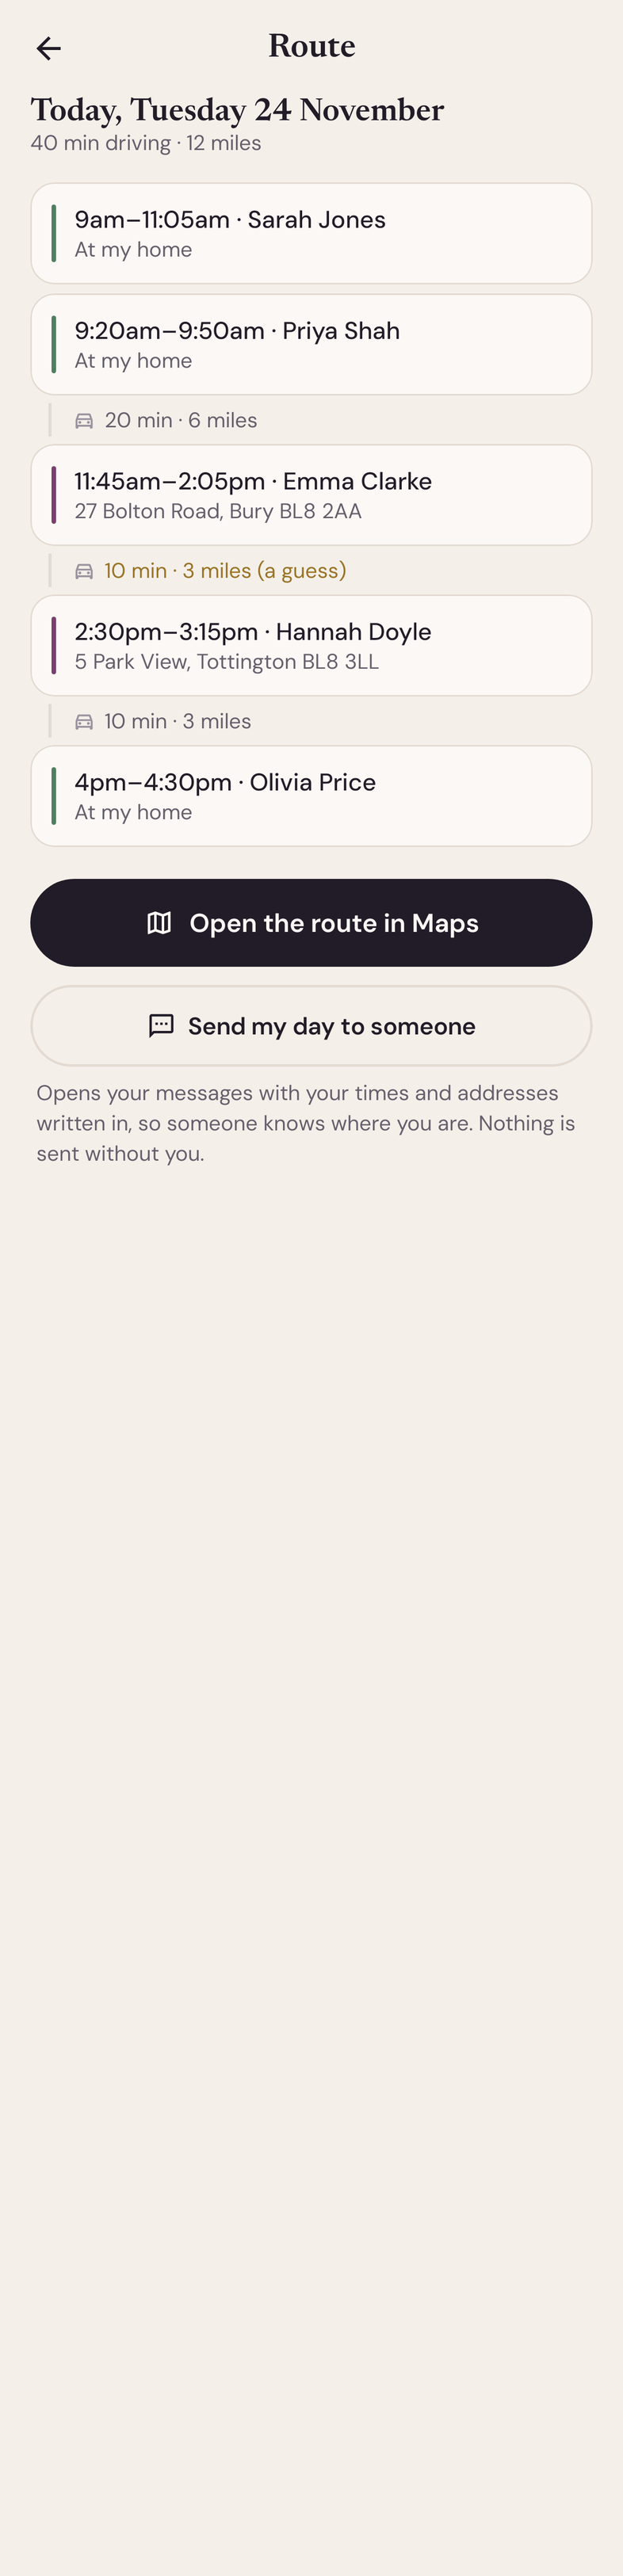 Route
Today, Tuesday 24 November
40 min driving · 12 miles
9am–11:05am · Sarah Jones
At my home
9:20am–9:50am · Priya Shah
At my home
20 min · 6 miles
11:45am–2:05pm · Emma Clarke
27 Bolton Road, Bury BL8 2AA
10 min · 3 miles (a guess)
2:30pm–3:15pm · Hannah Doyle
5 Park View, Tottington BL8 3LL
10 min · 3 miles
4pm–4:30pm · Olivia Price
At my home
Open the route in Maps
Send my day to someone
Opens your messages with your times and addresses
written in, so someone knows where you are. Nothing is
sent without you.